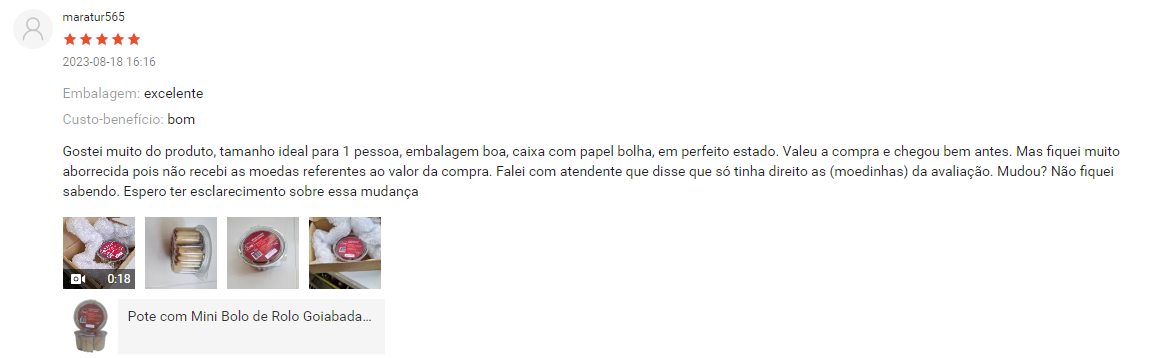 maratur565
2023-08-18 16:16
Embalagem: excelente
Custo-benefício: bom
Gostei muito do produto, tamanho ideal para 1 pessoa, embalagem boa, caixa com papel bolha, em perfeito estado. Valeu a compra e chegou bem antes. Mas fiquei muito
aborrecida pois não recebi as moedas referentes ao valor da compra. Falei com atendente que disse que só tinha direito as (moedinhas) da avaliação. Mudou? Não fiquei
sabendo. Espero ter esclarecimento sobre essa mudança
0:18
Pote com Mini Bolo de Rolo Goiabada...